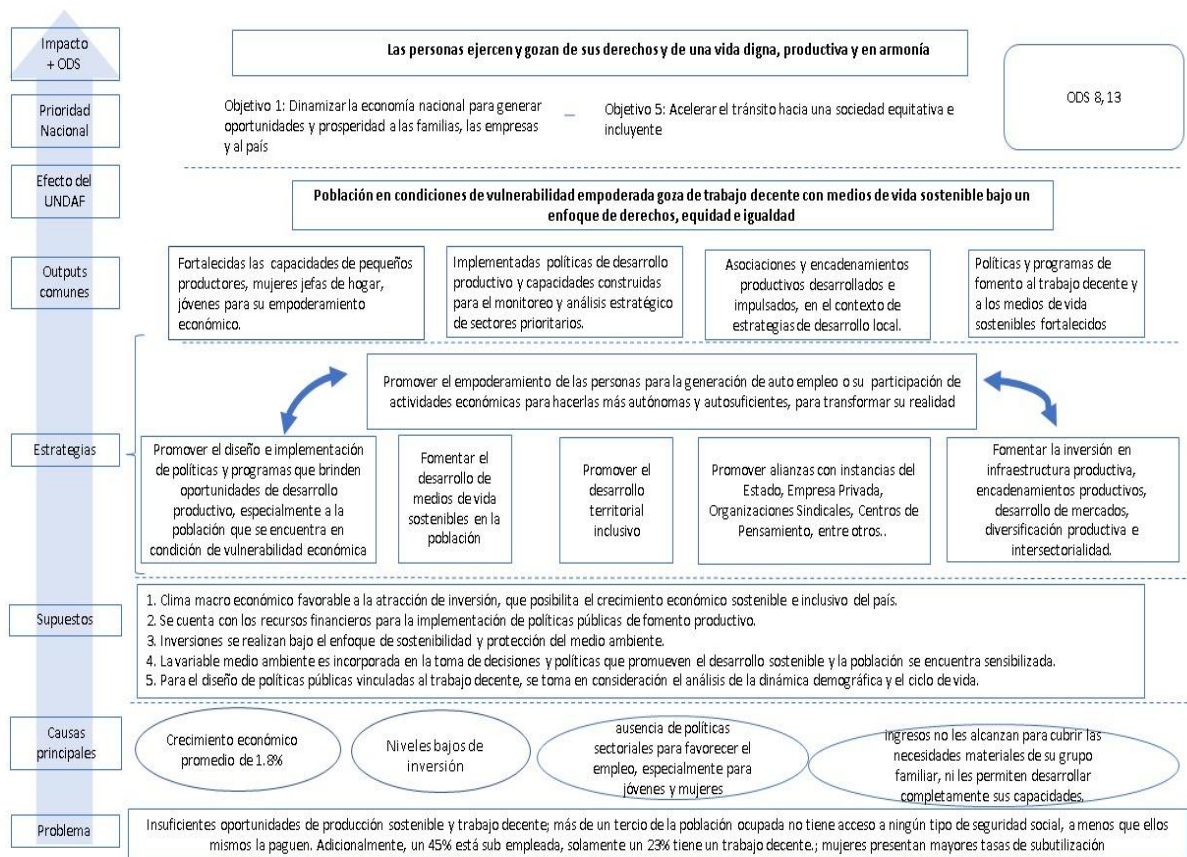 Impacto
+ ODS
Las personas ejercen y gozan de sus derechos y de una vida digna, productiva y en armonía
ODS 8, 13
Prioridad
Nacional
Objetivo 1: Dinamizar la economía nacional para generar
oportunidades y prosperidad a las familias, las empresas
y al país
–
Objetivo 5: Acelerar el tránsito hacia una sociedad equitativa e
incluyente
Efecto del
UNDAF
Población en condiciones de vulnerabilidad empoderada goza de trabajo decente con medios de vida sostenible bajo un
enfoque de derechos, equidad e igualdad
Outputs
comunes
Fortalecidas las capacidades de pequeños
productores, mujeres jefas de hogar,
jóvenes para su empoderamiento
económico.
Implementadas políticas de desarrollo
productivo y capacidades construidas
para el monitoreo y análisis estratégico
de sectores prioritarios.
Asociaciones y encadenamientos
productivos desarrollados e
impulsados, en el contexto de
estrategias de desarrollo local.
Políticas y programas de
fomento al trabajo decente y
a los medios de vida
sostenibles fortalecidos
Estrategias
Promover el empoderamiento de las personas para la generación de auto empleo o su participación de
actividades económicas para hacerlas más autónomas y autosuficientes, para transformar su realidad
Promover el diseño e implementación
de políticas y programas que brinden
oportunidades de desarrollo
productivo, especialmente a la
población que se encuentra en
condición de vulnerabilidad económica
Fomentar el
desarrollo de
medios de vida
sostenibles en la
población
Promover el
desarrollo
territorial
inclusivo
Promover alianzas con instancias del
Estado, Empresa Privada,
Organizaciones Sindicales, Centros de
Pensamiento, entre otros..
Fomentar la inversión en
infraestructura productiva,
encadenamientos productivos,
desarrollo de mercados,
diversificación productiva e
intersectorialidad.
Supuestos
1. Clima macro económico favorable a la atracción de inversión, que posibilita el crecimiento económico sostenible e inclusivo del país.
2. Se cuenta con los recursos financieros para la implementación de políticas públicas de fomento productivo.
3. Inversiones se realizan bajo el enfoque de sostenibilidad y protección del medio ambiente.
4. La variable medio ambiente es incorporada en la toma de decisiones y políticas que promueven el desarrollo sostenible y la población se encuentra sensibilizada.
5. Para el diseño de políticas públicas vinculadas al trabajo decente, se toma en consideración el análisis de la dinámica demográfica y el ciclo de vida.
Causas
principales
Crecimiento económico
promedio de 1.8%
Niveles bajos de
inversión
ausencia de políticas
sectoriales para favorecer el
empleo, especialmente para
jóvenes y mujeres
Ingresos no les alcanzan para cubrir las
necesidades materiales de su grupo
familiar, ni les permiten desarrollar
completamente sus capacidades.
Problema
Insuficientes oportunidades de producción sostenible y trabajo decente; más de un tercio de la población ocupada no tiene acceso a ningún tipo de seguridad social, a menos que ellos
mismos la paguen. Adicionalmente, un 45% está sub empleada, solamente un 23% tiene un trabajo decente.; mujeres presentan mayores tasas de subutilización